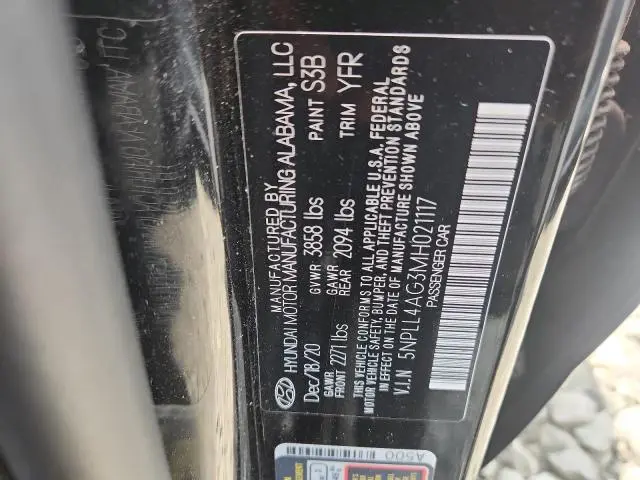 MANUFACTURED BY
HYUNDAI MOTOR MANUFACTURING ALABAMA, LLC
Dec/18/20 GVWR 3858 lbs PAINT S3B
GAWR FRONT 2271 lbs GAWR REAR 2094 lbs TRIM YFR
THIS VEHICLE CONFORMS TO ALL APPLICABLE U.S.A. FEDERAL
MOTOR VEHICLE SAFETY, BUMPER, AND THEFT PREVENTION STANDARDS
IN EFFECT ON THE DATE OF MANUFACTURE SHOWN ABOVE
V.I.N 5NPLL4AG3MH021117
PASSENGER CAR
A500